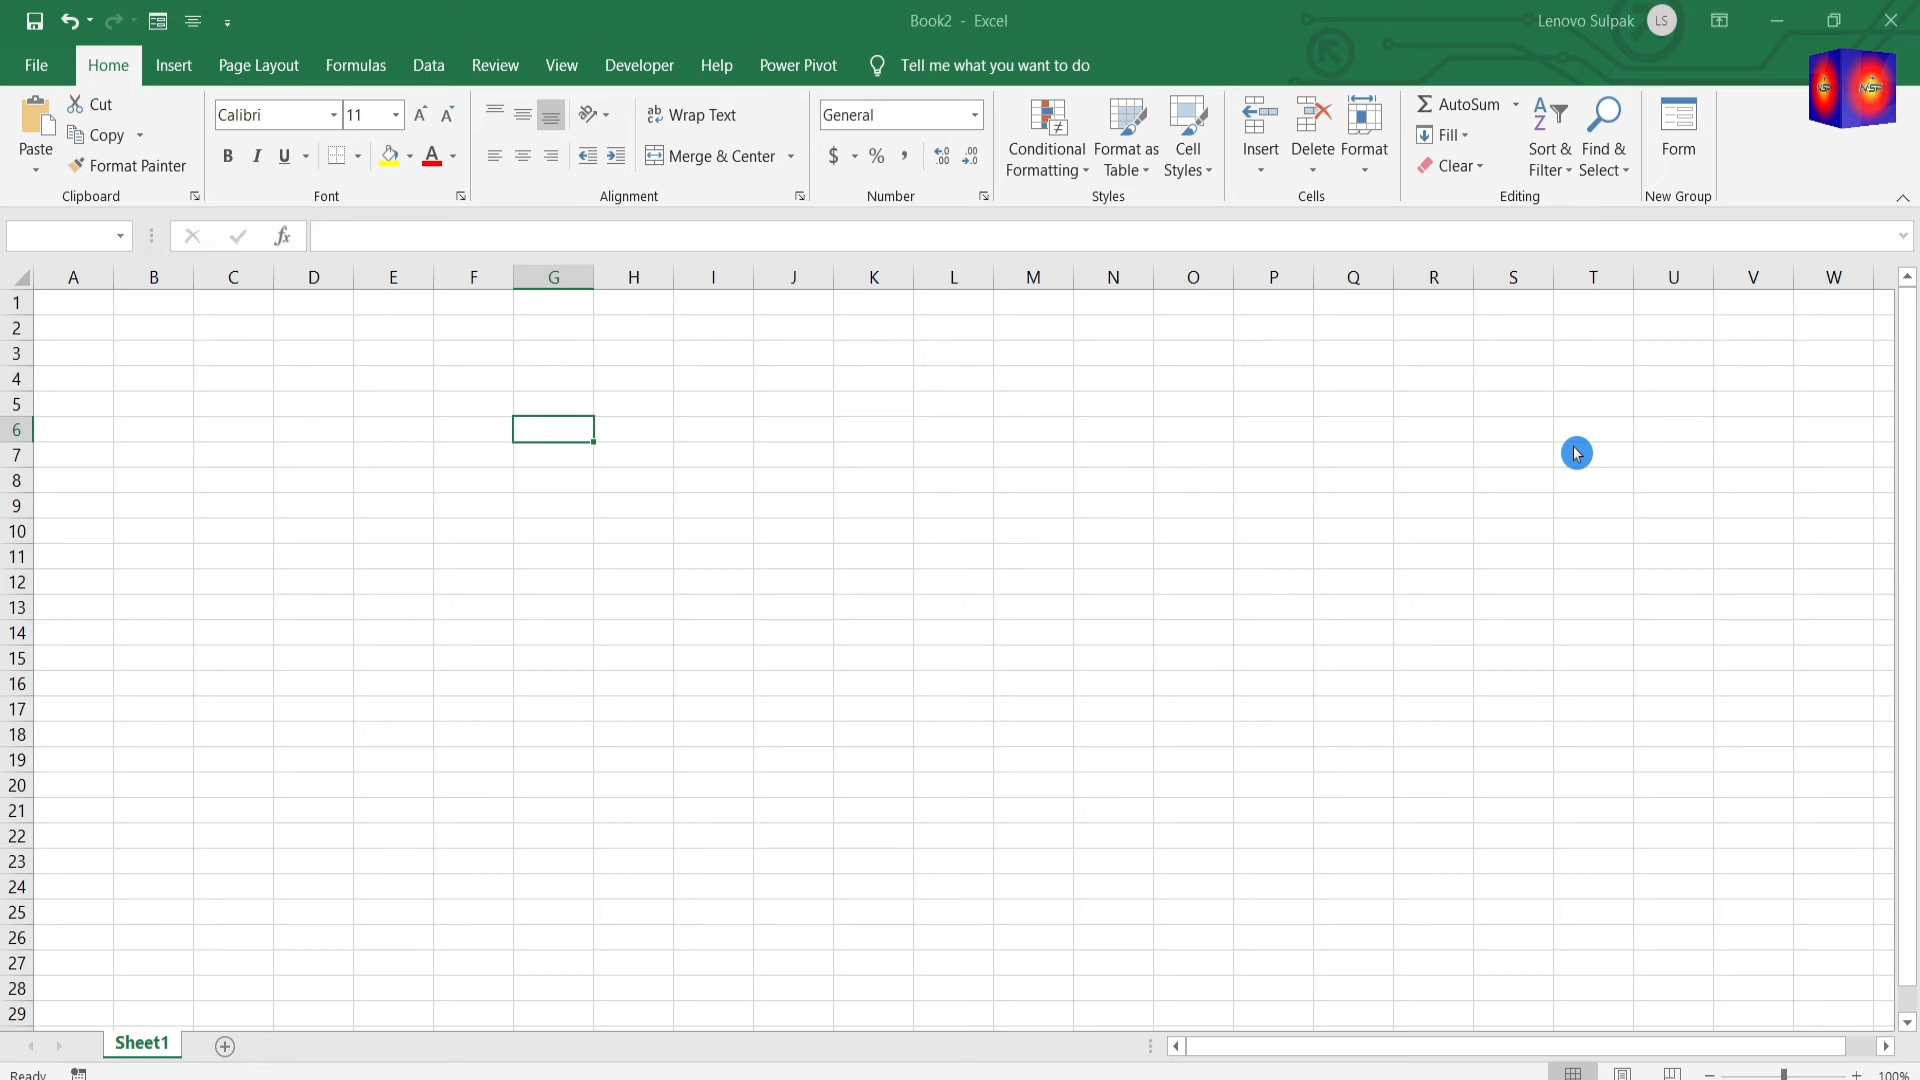 Book2 - Excel
Lenovo Sulpak LS
File Home Insert Page Layout Formulas Data Review View Developer Help Power Pivot Tell me what you want to do
Paste
Cut
Copy
Format Painter
Clipboard
Calibri 11
B I U A
Font
Wrap Text
Merge & Center
Alignment
General
$ % ,
Number
Conditional Formatting
Format as Table
Cell Styles
Styles
Insert
Delete
Format
Cells
AutoSum
Fill
Clear
Sort & Filter
Find & Select
Editing
Form
New Group
NSP NSP
fx
A B C D E F G H I J K L M N O P Q R S T U V W
1
2
3
4
5
6
7
8
9
10
11
12
13
14
15
16
17
18
19
20
21
22
23
24
25
26
27
28
29
Sheet1
Ready
100%